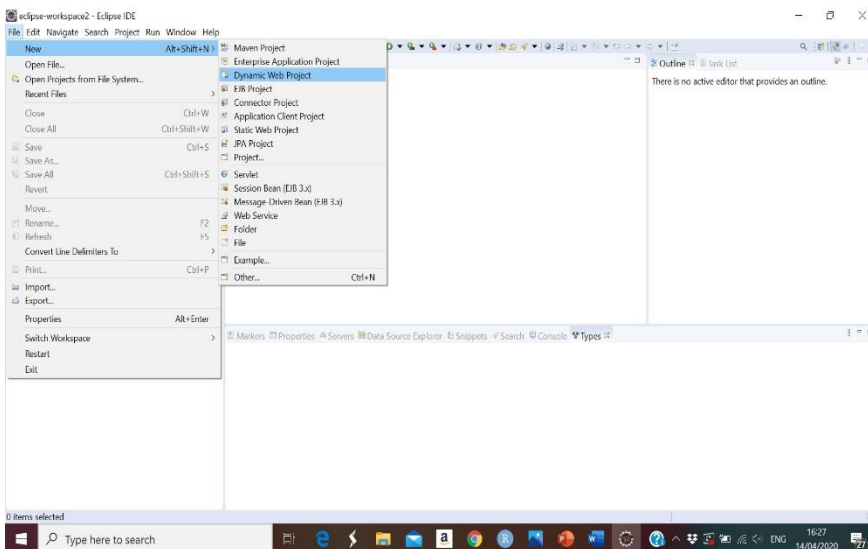 eclipse-workspace2 - Eclipse IDE
File Edit Navigate Search Project Run Window Help
New Alt+Shift+N >
Open File...
Open Projects from File System...
Recent Files >
Close Ctrl+W
Close All Ctrl+Shift+W
Save Ctrl+S
Save As...
Save All Ctrl+Shift+S
Revert
Move...
Rename... F2
Refresh F5
Convert Line Delimiters To >
Print... Ctrl+P
Import...
Export...
Properties Alt+Enter
Switch Workspace >
Restart
Exit
Maven Project
Enterprise Application Project
Dynamic Web Project
EJB Project
Connector Project
Application Client Project
Static Web Project
JPA Project
Project...
Servlet
Session Bean (EJB 3.x)
Message-Driven Bean (EJB 3.x)
Web Service
Folder
File
Example...
Other... Ctrl+N
Outline Task List
There is no active editor that provides an outline.
Markers Properties Servers Data Source Explorer Snippets Search Console Types
0 items selected
Type here to search
ENG
16:27
14/04/2020